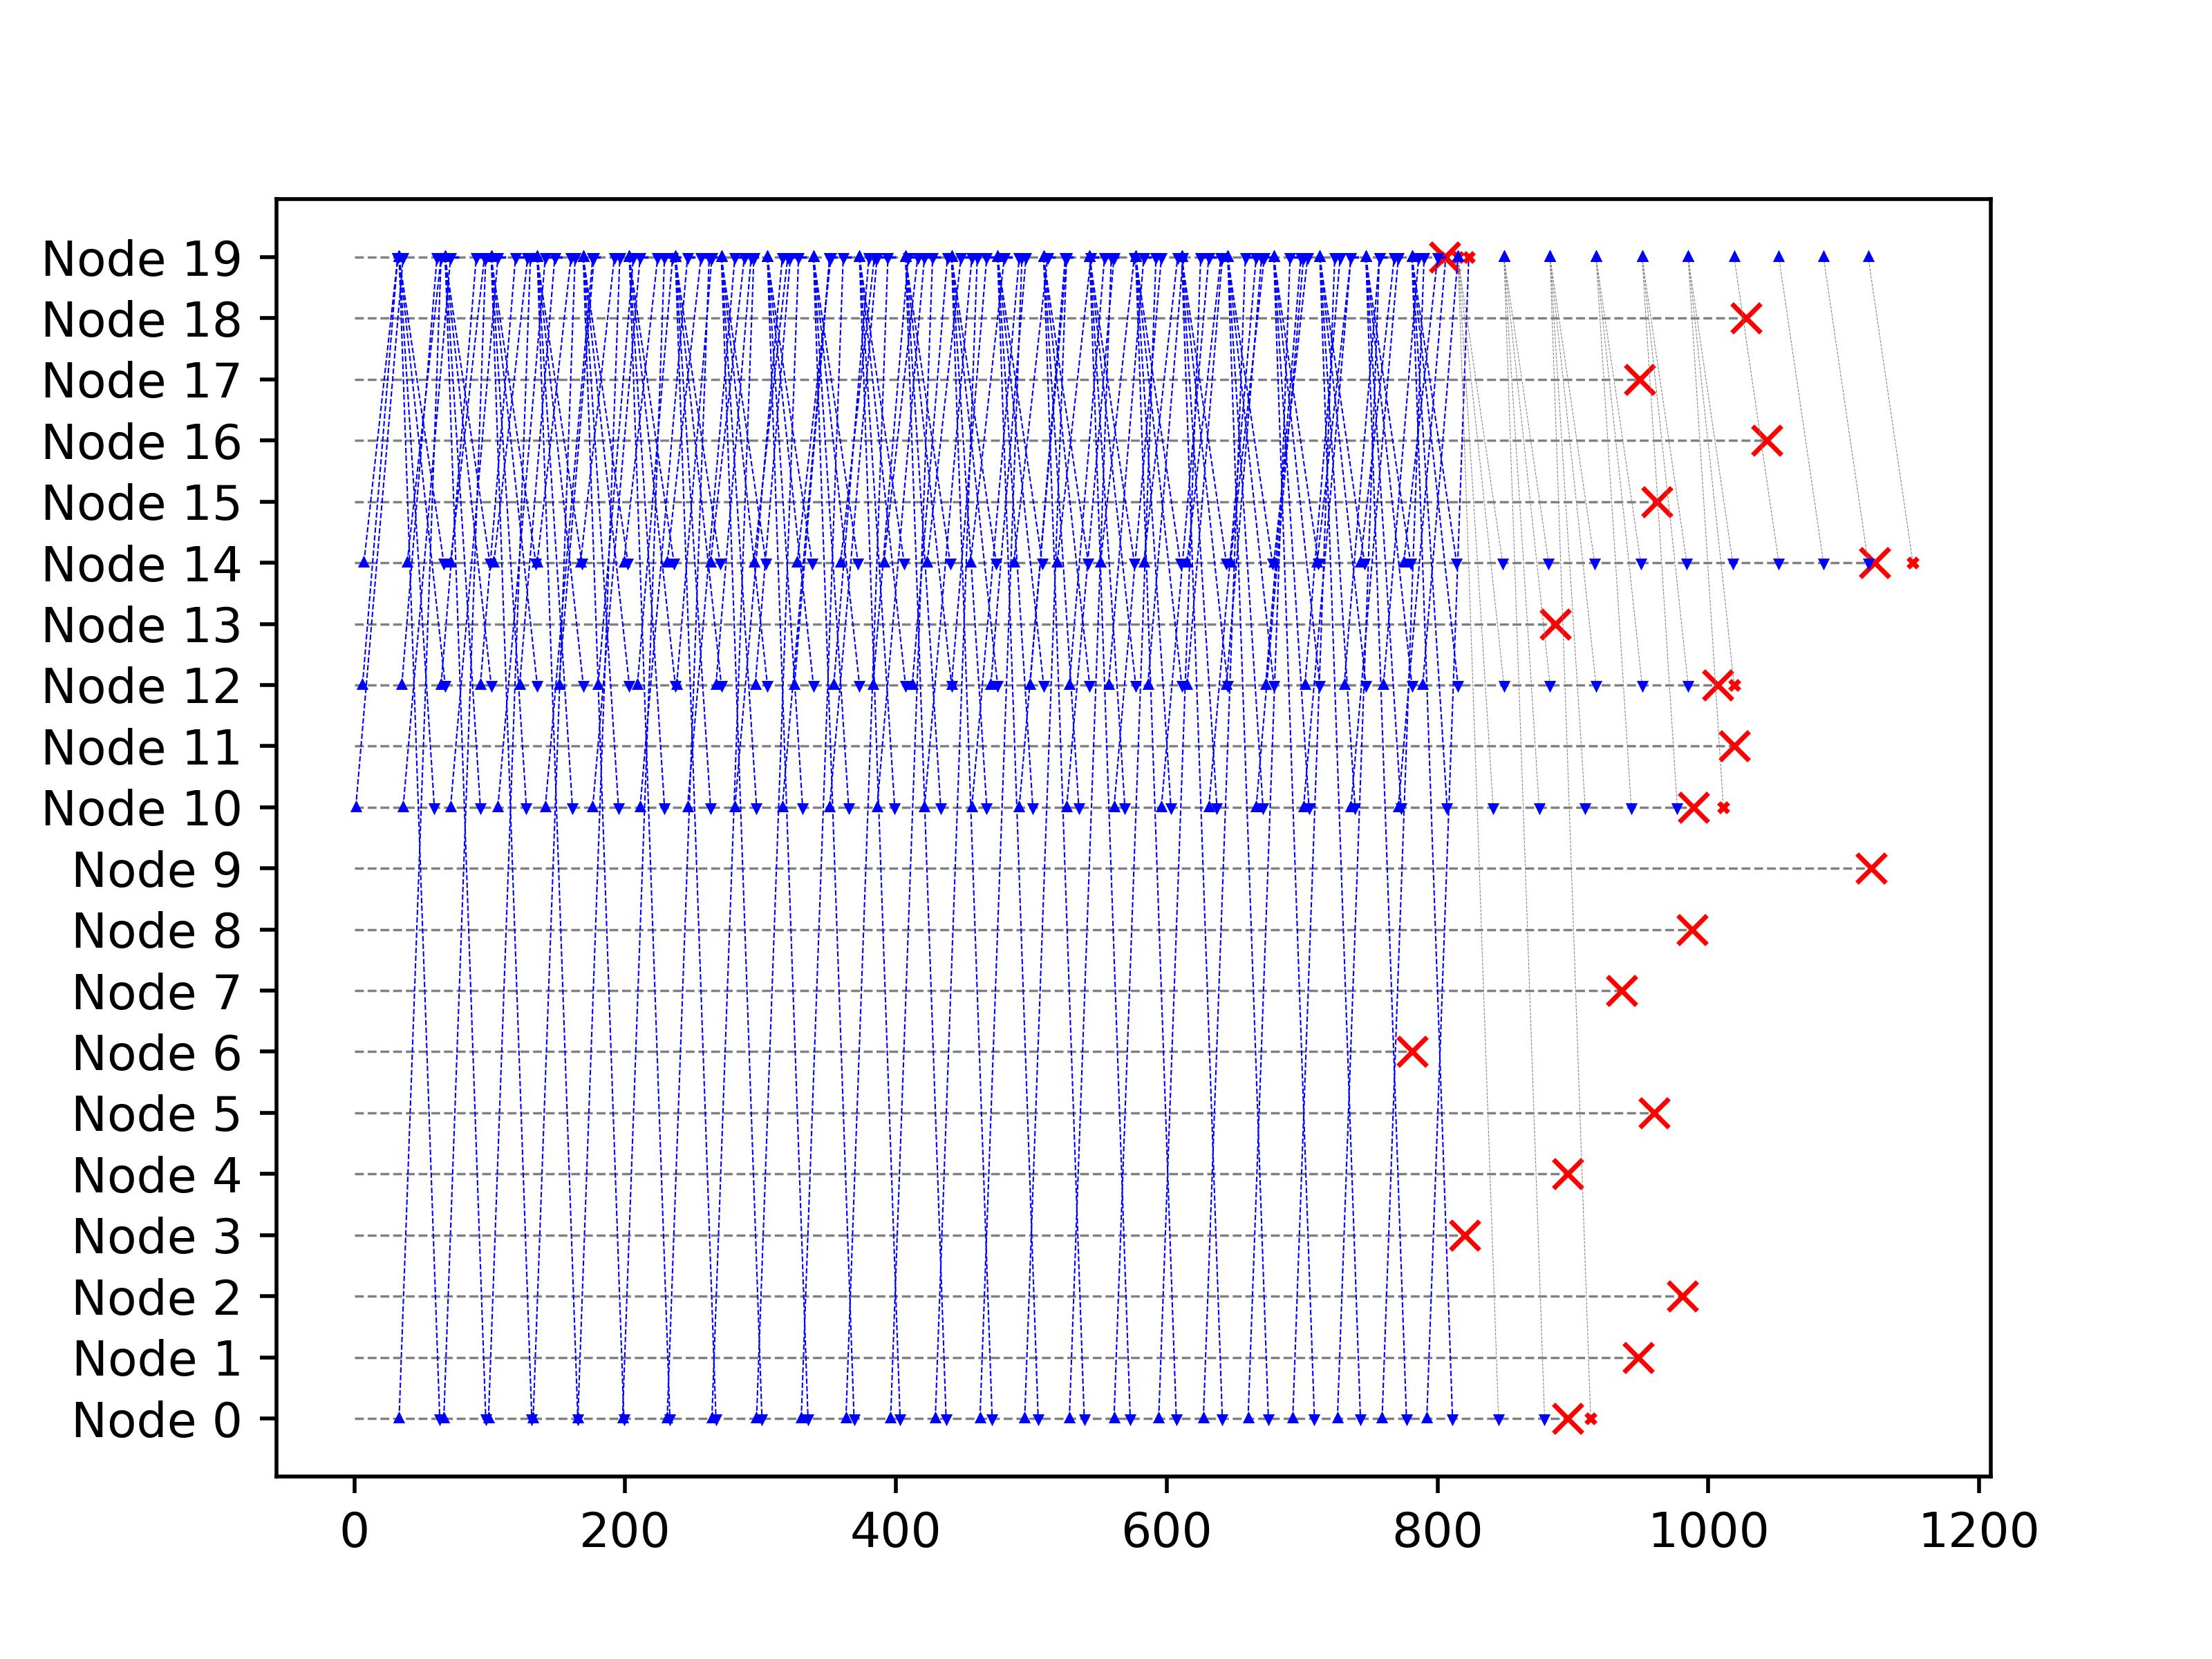 Node 19
Node 18
Node 17
Node 16
Node 15
Node 14
Node 13
Node 12
Node 11
Node 10
Node 9
Node 8
Node 7
Node 6
Node 5
Node 4
Node 3
Node 2
Node 1
Node 0
0 200 400 600 800 1000 1200